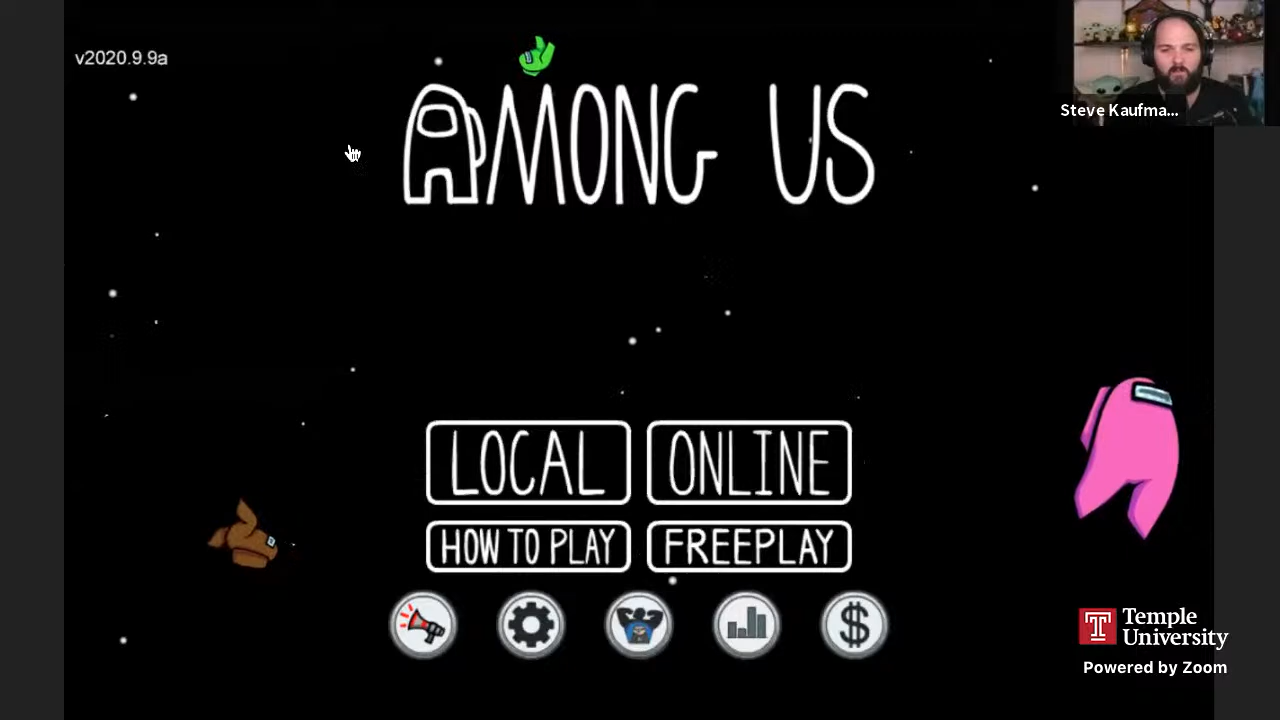 v2020.9.9a
AMONG US
Steve Kaufma...
LOCAL
ONLINE
HOW TO PLAY
FREEPLAY
$
T
Temple
University
Powered by Zoom